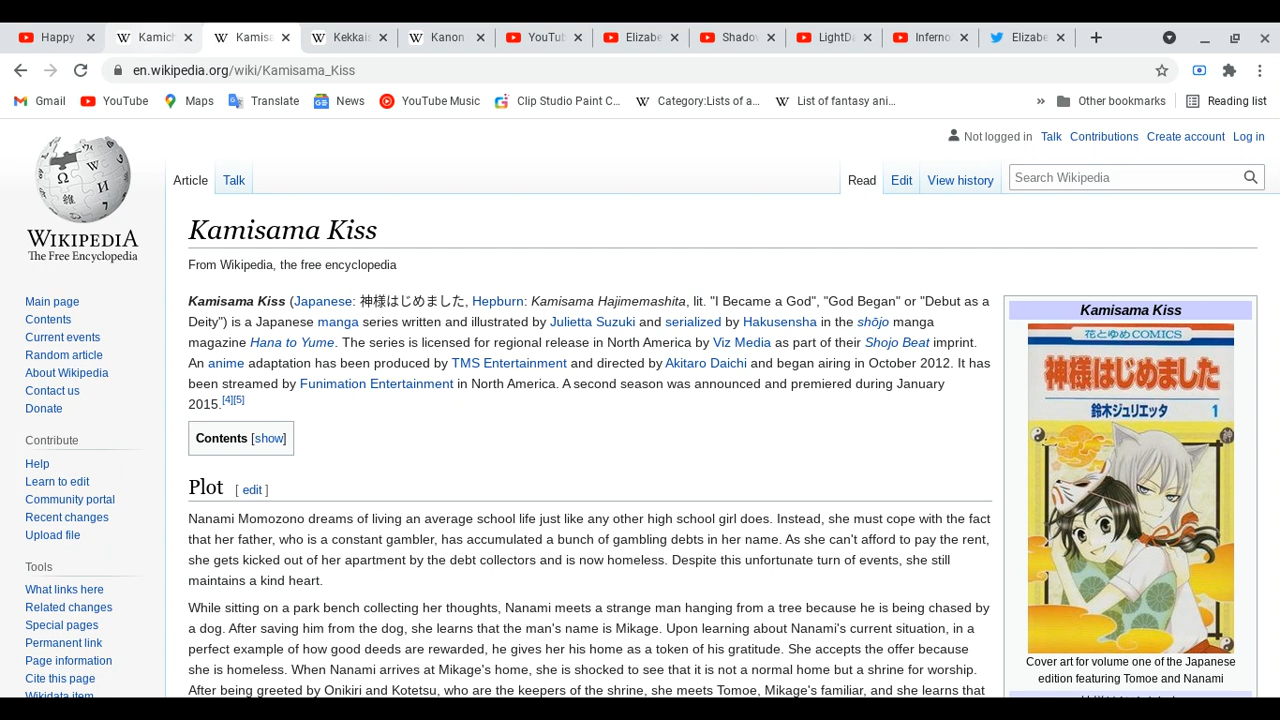 Happy
Kamich
Kamisa
Kekkais
Kanon
YouTub
Elizabe
Shadow
LightDa
Inferno
Elizabe
en.wikipedia.org/wiki/Kamisama_Kiss
Gmail
YouTube
Maps
Translate
News
YouTube Music
Clip Studio Paint C...
Category:Lists of a...
List of fantasy ani...
»
Other bookmarks
Reading list
Not logged in Talk Contributions Create account Log in
Article Talk
Read Edit View history
Search Wikipedia
WIKIPEDIA
The Free Encyclopedia
Main page
Contents
Current events
Random article
About Wikipedia
Contact us
Donate
Contribute
Help
Learn to edit
Community portal
Recent changes
Upload file
Tools
What links here
Related changes
Special pages
Permanent link
Page information
Cite this page
Wikidata item
Kamisama Kiss
From Wikipedia, the free encyclopedia
Kamisama Kiss (Japanese: 神様はじめました, Hepburn: Kamisama Hajimemashita, lit. "I Became a God", "God Began" or "Debut as a
Deity") is a Japanese manga series written and illustrated by Julietta Suzuki and serialized by Hakusensha in the shōjo manga
magazine Hana to Yume. The series is licensed for regional release in North America by Viz Media as part of their Shojo Beat imprint.
An anime adaptation has been produced by TMS Entertainment and directed by Akitaro Daichi and began airing in October 2012. It has
been streamed by Funimation Entertainment in North America. A second season was announced and premiered during January
2015.[4][5]
Contents [show]
Plot [ edit ]
Nanami Momozono dreams of living an average school life just like any other high school girl does. Instead, she must cope with the fact
that her father, who is a constant gambler, has accumulated a bunch of gambling debts in her name. As she can't afford to pay the rent,
she gets kicked out of her apartment by the debt collectors and is now homeless. Despite this unfortunate turn of events, she still
maintains a kind heart.
While sitting on a park bench collecting her thoughts, Nanami meets a strange man hanging from a tree because he is being chased by
a dog. After saving him from the dog, she learns that the man's name is Mikage. Upon learning about Nanami's current situation, in a
perfect example of how good deeds are rewarded, he gives her his home as a token of his gratitude. She accepts the offer because
she is homeless. When Nanami arrives at Mikage's home, she is shocked to see that it is not a normal home but a shrine for worship.
After being greeted by Onikiri and Kotetsu, who are the keepers of the shrine, she meets Tomoe, Mikage's familiar, and she learns that
Kamisama Kiss
花とゆめCOMICS
神様はじめました
鈴木ジュリエッタ 1
神
Cover art for volume one of the Japanese
edition featuring Tomoe and Nanami